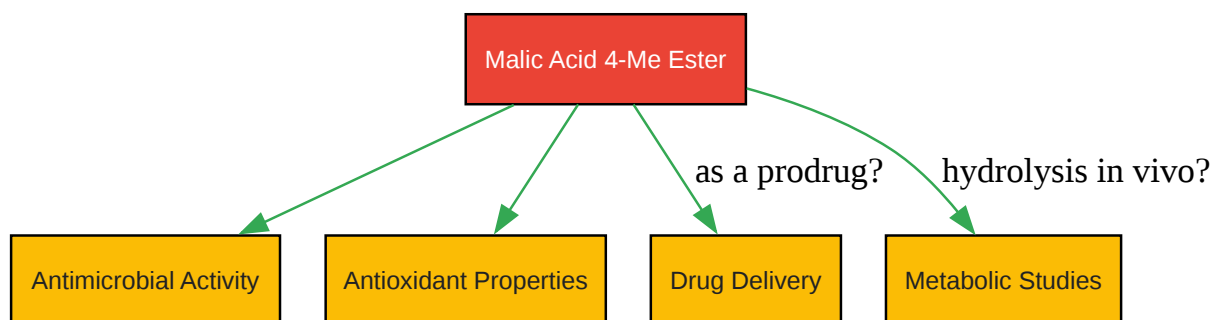 Malic Acid 4-Me Ester
as a prodrug?
hydrolysis in vivo?
Antimicrobial Activity
Antioxidant Properties
Drug Delivery
Metabolic Studies